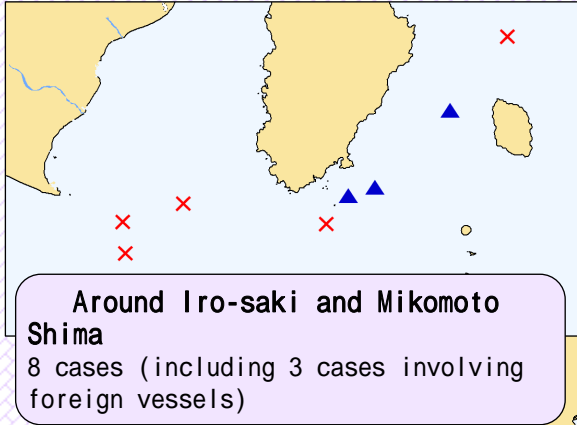 Around Iro-saki and Mikomoto
Shima
8 cases (including 3 cases involving
foreign vessels)